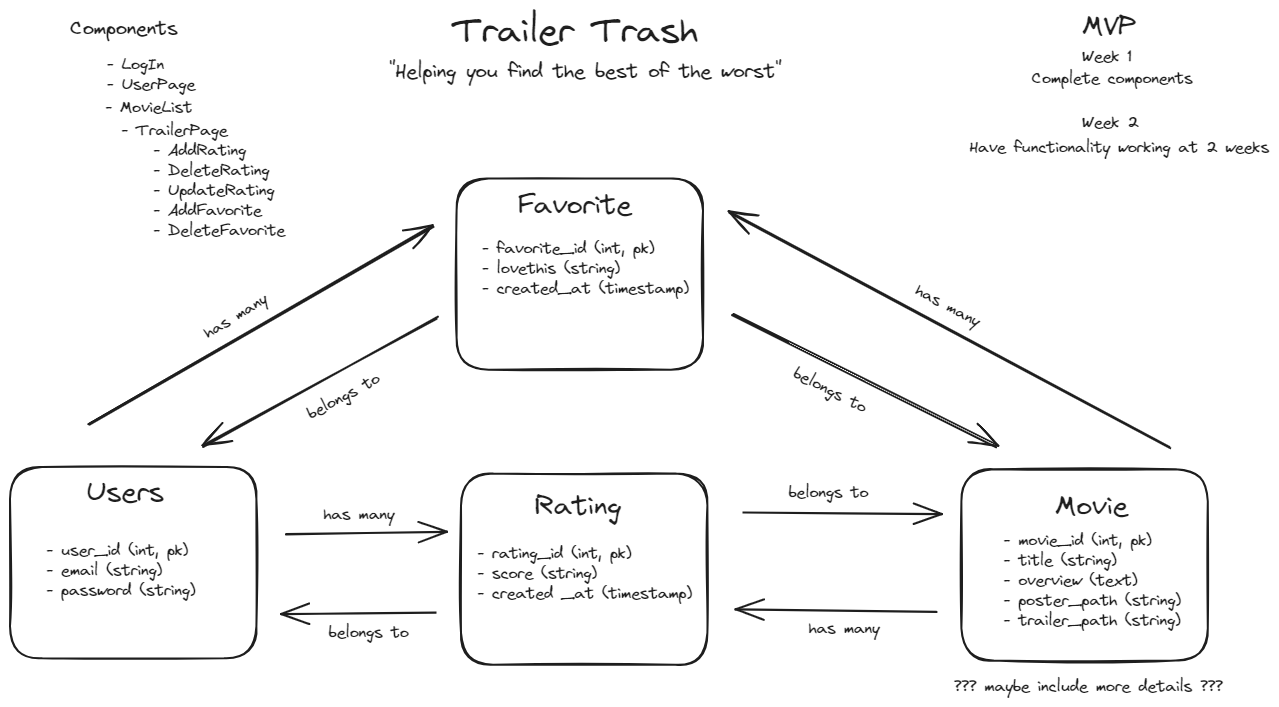 Components
- LogIn
- UserPage
- MovieList
- TrailerPage
- AddRating
- DeleteRating
- UpdateRating
- AddFavorite
- DeleteFavorite
Trailer Trash
"Helping you find the best of the worst"
MVP
Week 1
Complete components
Week 2
Have functionality working at 2 weeks
Favorite
- favorite_id (int, pk)
- lovethis (string)
- created_at (timestamp)
has many
belongs to
has many
belongs to
Users
- user_id (int, pk)
- email (string)
- password (string)
has many
belongs to
Rating
- rating_id (int, pk)
- score (string)
- created _at (timestamp)
belongs to
has many
Movie
- movie_id (int, pk)
- title (string)
- overview (text)
- poster_path (string)
- trailer_path (string)
??? maybe include more details ???